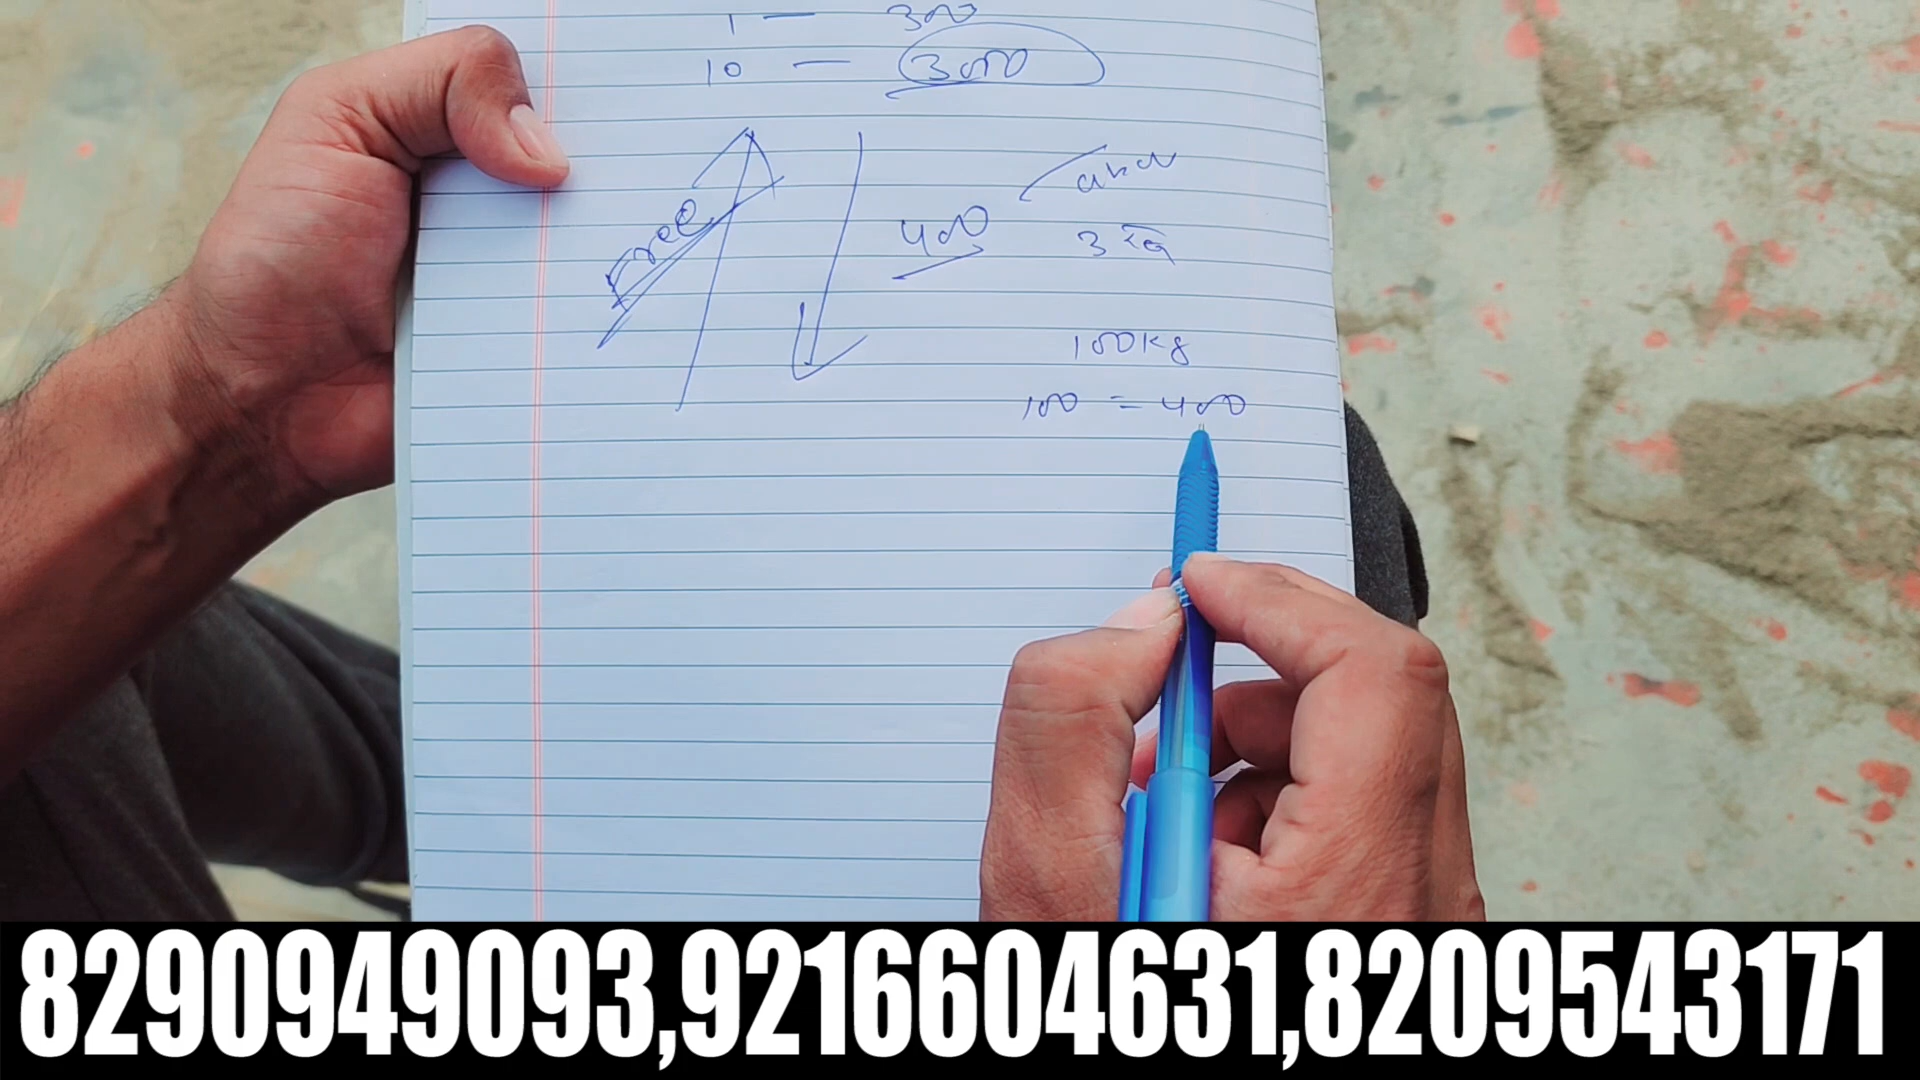 1 — 300
10 — 3000
Free
400
100kg
100 = 400
8290949093,9216604631,8209543171